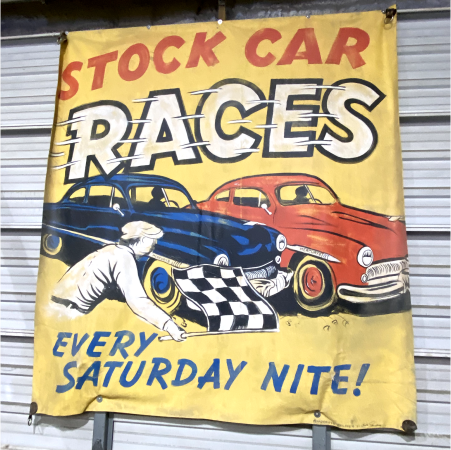 STOCK CAR
RACES
EVERY
SATURDAY NITE!